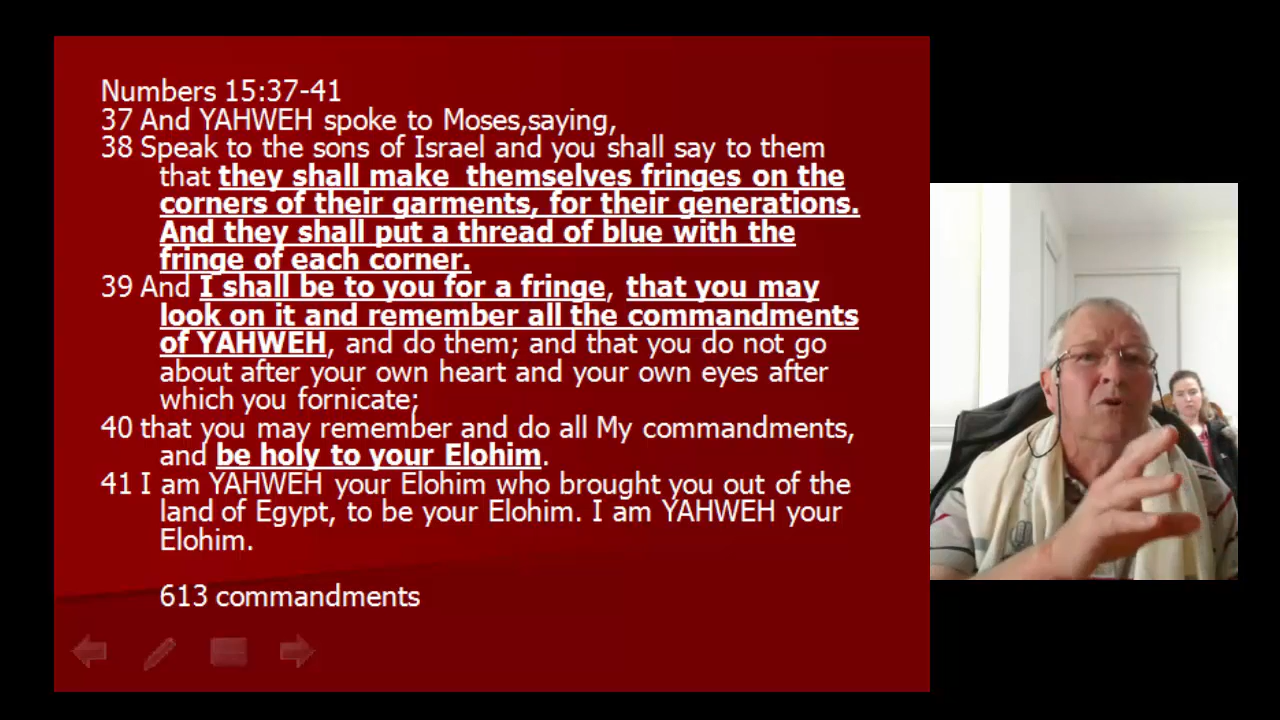 Numbers 15:37-41
37 And YAHWEH spoke to Moses,saying,
38 Speak to the sons of Israel and you shall say to them
that they shall make  themselves fringes on the
corners of their garments, for their generations.
And they shall put a thread of blue with the
fringe of each corner.
39 And I shall be to you for a fringe, that you may
look on it and remember all the commandments
of YAHWEH, and do them; and that you do not go
about after your own heart and your own eyes after
which you fornicate;
40 that you may remember and do all My commandments,
and be holy to your Elohim.
41 I am YAHWEH your Elohim who brought you out of the
land of Egypt, to be your Elohim. I am YAHWEH your
Elohim.
613 commandments